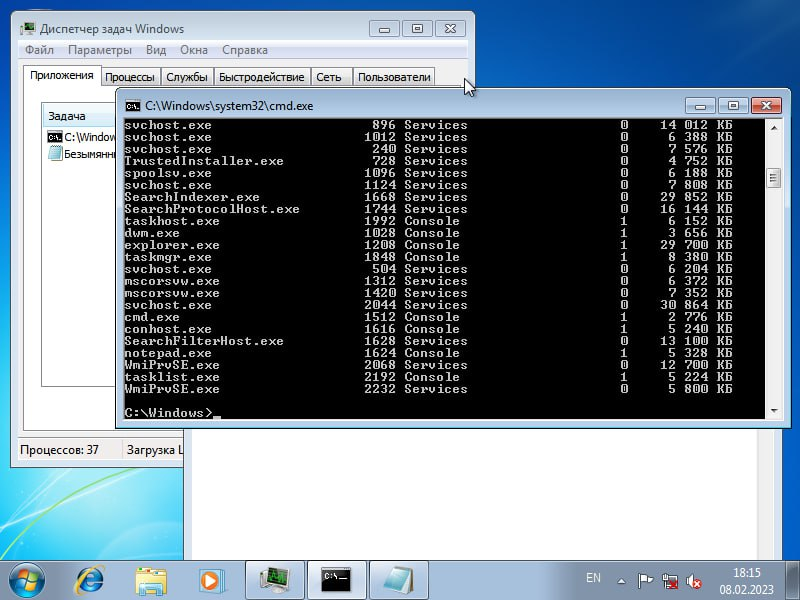 Диспетчер задач Windows
Файл Параметры Вид Окна Справка
Приложения Процессы Службы Быстродействие Сеть Пользователи
Задача
C:\Window
Безымянн
Процессов: 37 Загрузка Ц
C:\Windows\system32\cmd.exe
svchost.exe 896 Services 0 14 012 КБ
svchost.exe 1012 Services 0 6 388 КБ
svchost.exe 240 Services 0 7 576 КБ
TrustedInstaller.exe 728 Services 0 4 752 КБ
spoolsv.exe 1096 Services 0 6 188 КБ
svchost.exe 1124 Services 0 7 808 КБ
SearchIndexer.exe 1668 Services 0 29 852 КБ
SearchProtocolHost.exe 1744 Services 0 16 144 КБ
taskhost.exe 1992 Console 1 6 152 КБ
dwm.exe 1028 Console 1 3 656 КБ
explorer.exe 1208 Console 1 29 700 КБ
taskmgr.exe 1848 Console 1 8 380 КБ
svchost.exe 504 Services 0 6 204 КБ
mscorsvw.exe 1312 Services 0 6 372 КБ
mscorsvw.exe 1420 Services 0 7 352 КБ
svchost.exe 2044 Services 0 30 864 КБ
cmd.exe 1512 Console 1 2 776 КБ
conhost.exe 1616 Console 1 5 240 КБ
SearchFilterHost.exe 1628 Services 0 13 100 КБ
notepad.exe 1624 Console 1 5 328 КБ
WmiPrvSE.exe 2068 Services 0 12 700 КБ
tasklist.exe 2192 Console 1 5 224 КБ
WmiPrvSE.exe 2232 Services 0 5 800 КБ
C:\Windows>_
EN
18:15
08.02.2023